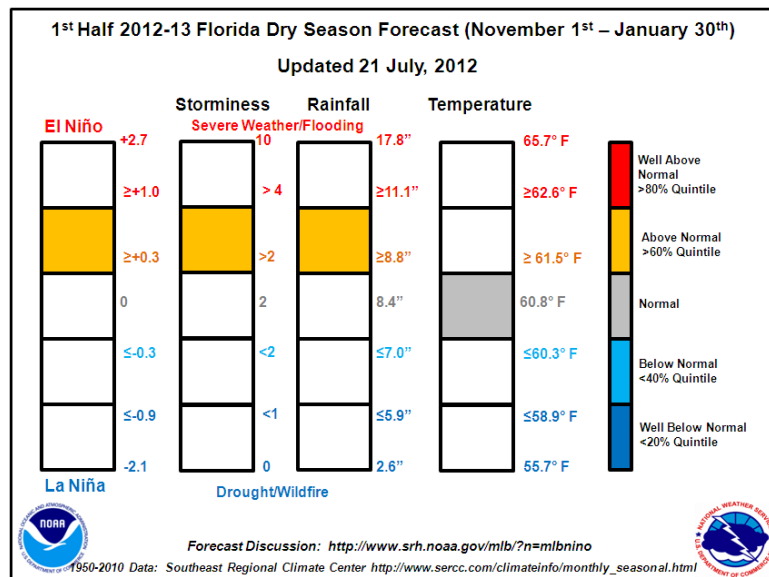 1st Half 2012-13 Florida Dry Season Forecast (November 1st – January 30th)
Updated 21 July, 2012
Storminess Rainfall Temperature
El Niño Severe Weather/Flooding
+2.7 10 17.8” 65.7° F
≥+1.0 > 4 ≥11.1” ≥62.6° F
≥+0.3 >2 ≥8.8” ≥ 61.5° F
0 2 8.4” 60.8° F
≤-0.3 <2 ≤7.0” ≤60.3° F
≤-0.9 <1 ≤5.9” ≤58.9° F
-2.1 0 2.6” 55.7° F
La Niña Drought/Wildfire
Well Above
Normal
>80% Quintile
Above Normal
>60% Quintile
Normal
Below Normal
<40% Quintile
Well Below Normal
<20% Quintile
NOAA
Forecast Discussion: http://www.srh.noaa.gov/mlb/?n=mlbnino
1950-2010 Data: Southeast Regional Climate Center http://www.sercc.com/climateinfo/monthly_seasonal.html